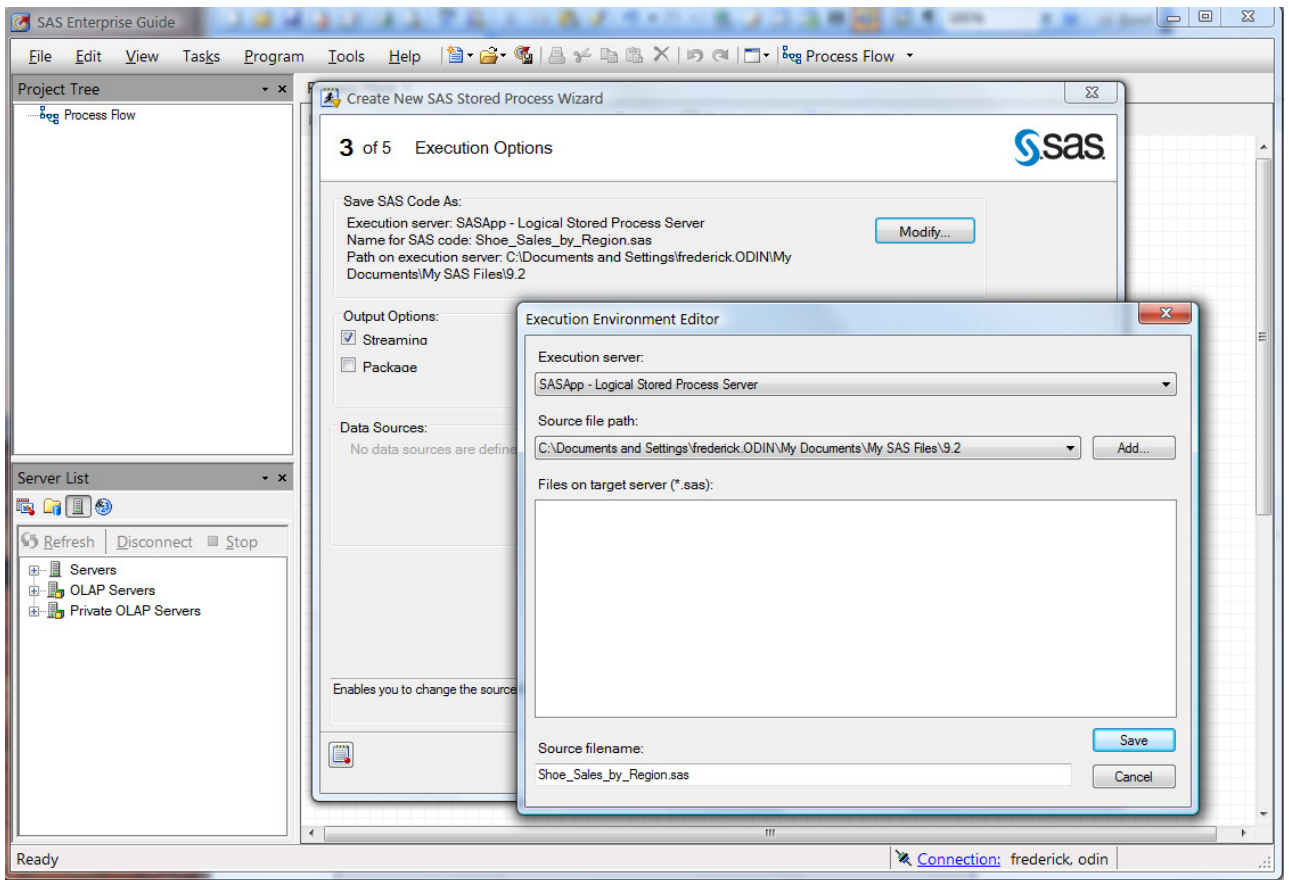 SAS Enterprise Guide
File Edit View Tasks Program Tools Help Process Flow
Project Tree
Process Flow
Create New SAS Stored Process Wizard
3 of 5 Execution Options
sas
Save SAS Code As:
Execution server: SASApp - Logical Stored Process Server
Name for SAS code: Shoe_Sales_by_Region.sas
Path on execution server: C:\Documents and Settings\frederick.ODIN\My
Documents\My SAS Files\9.2
Modify...
Output Options:
Streaming
Package
Data Sources:
No data sources are define
Enables you to change the source
Execution Environment Editor
Execution server:
SASApp - Logical Stored Process Server
Source file path:
C:\Documents and Settings\frederick.ODIN\My Documents\My SAS Files\9.2
Add...
Files on target server (*.sas):
Source filename:
Shoe_Sales_by_Region.sas
Save
Cancel
Server List
Refresh Disconnect Stop
Servers
OLAP Servers
Private OLAP Servers
Ready
Connection: frederick, odin